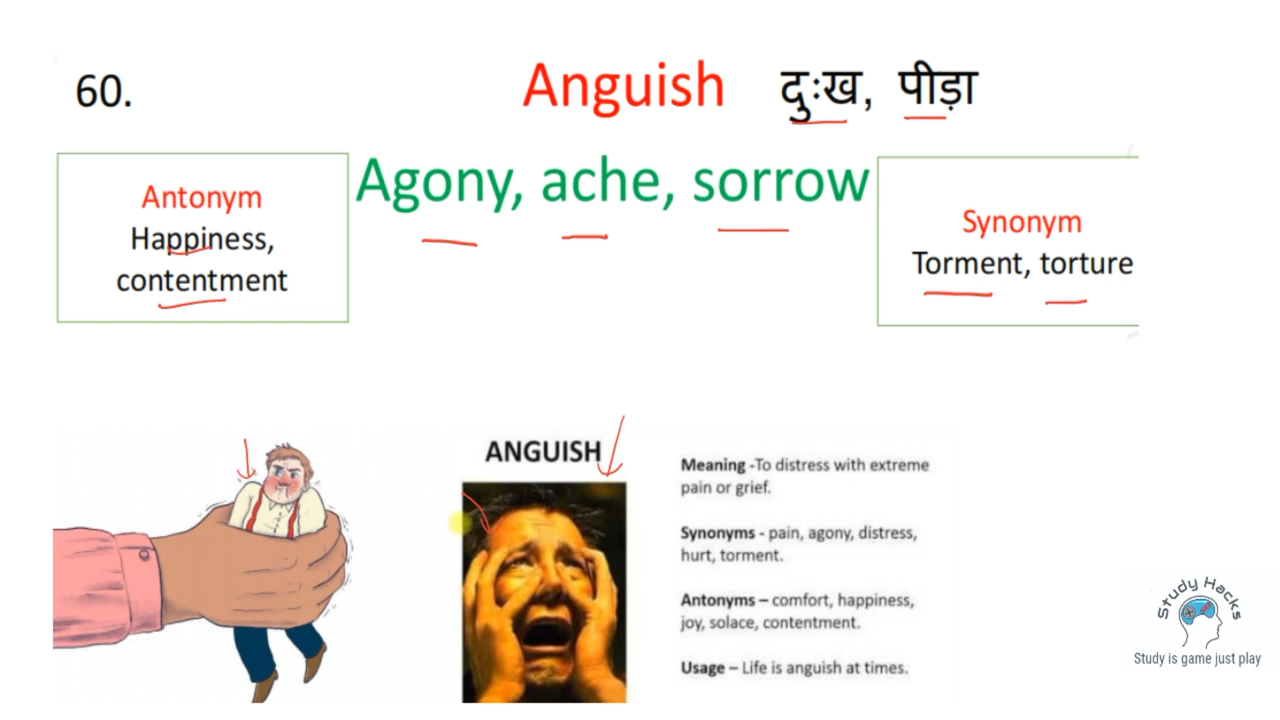 60.
Anguish दुःख, पीड़ा
Agony, ache, sorrow
Antonym
Happiness,
contentment
Synonym
Torment, torture
ANGUISH
Meaning -To distress with extreme
pain or grief.
Synonyms - pain, agony, distress,
hurt, torment.
Antonyms – comfort, happiness,
joy, solace, contentment.
Usage – Life is anguish at times.
Study Hacks
Study is game just play